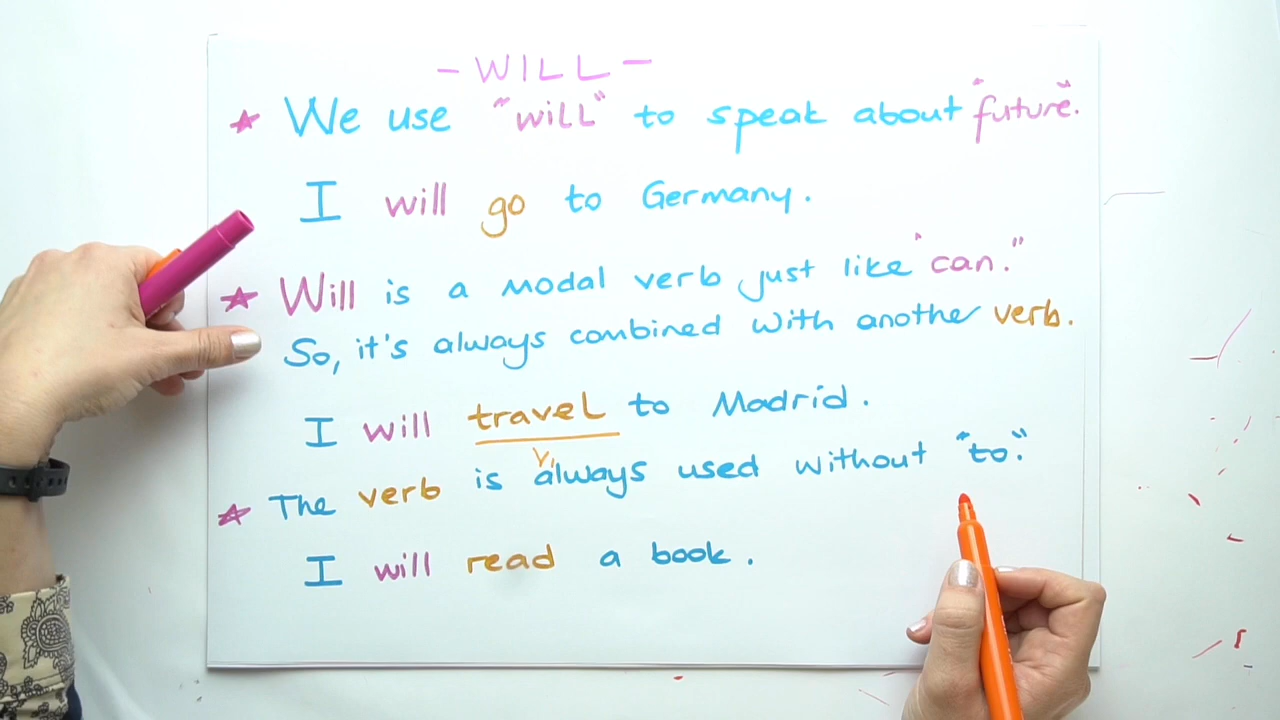 - WILL -
★ We use "will" to speak about "future".
I will go to Germany.
★ Will is a modal verb just like "can."
So, it's always combined with another verb.
I will travel to Madrid.
V.
★ The verb is always used without "to."
I will read a book.